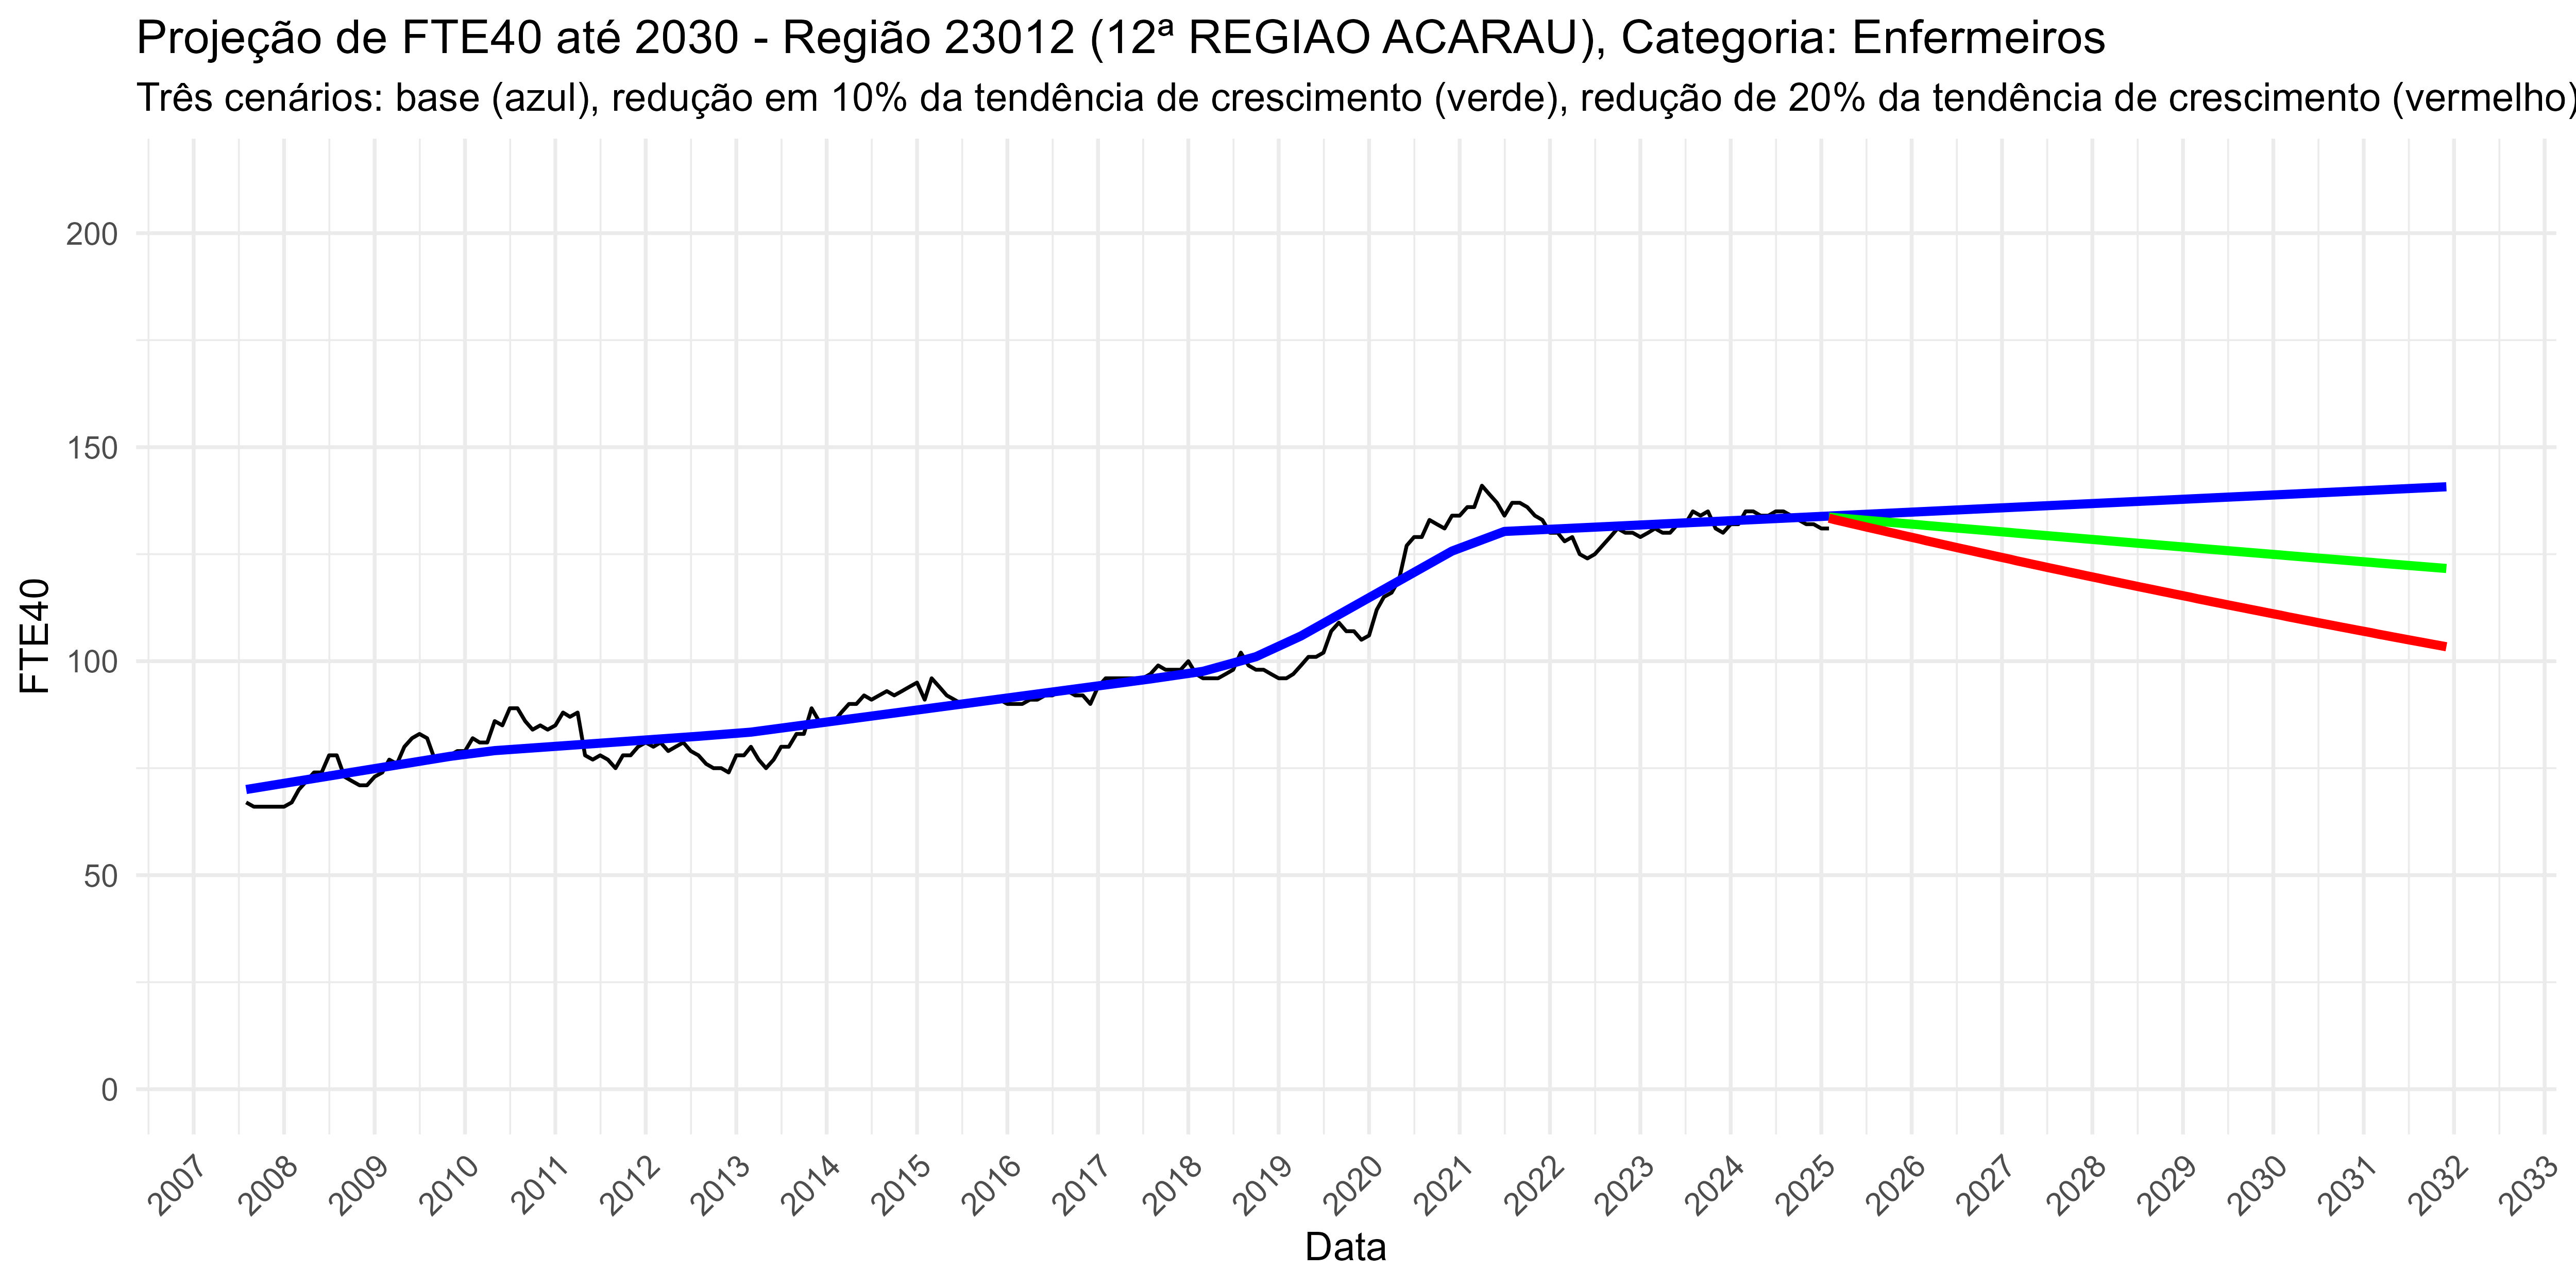 Projeção de FTE40 até 2030 - Região 23012 (12ª REGIAO ACARAU), Categoria: Enfermeiros
Três cenários: base (azul), redução em 10% da tendência de crescimento (verde), redução de 20% da tendência de crescimento (vermelho)
200
150
100
50
0
FTE40
2007 2008 2009 2010 2011 2012 2013 2014 2015 2016 2017 2018 2019 2020 2021 2022 2023 2024 2025 2026 2027 2028 2029 2030 2031 2032 2033
Data